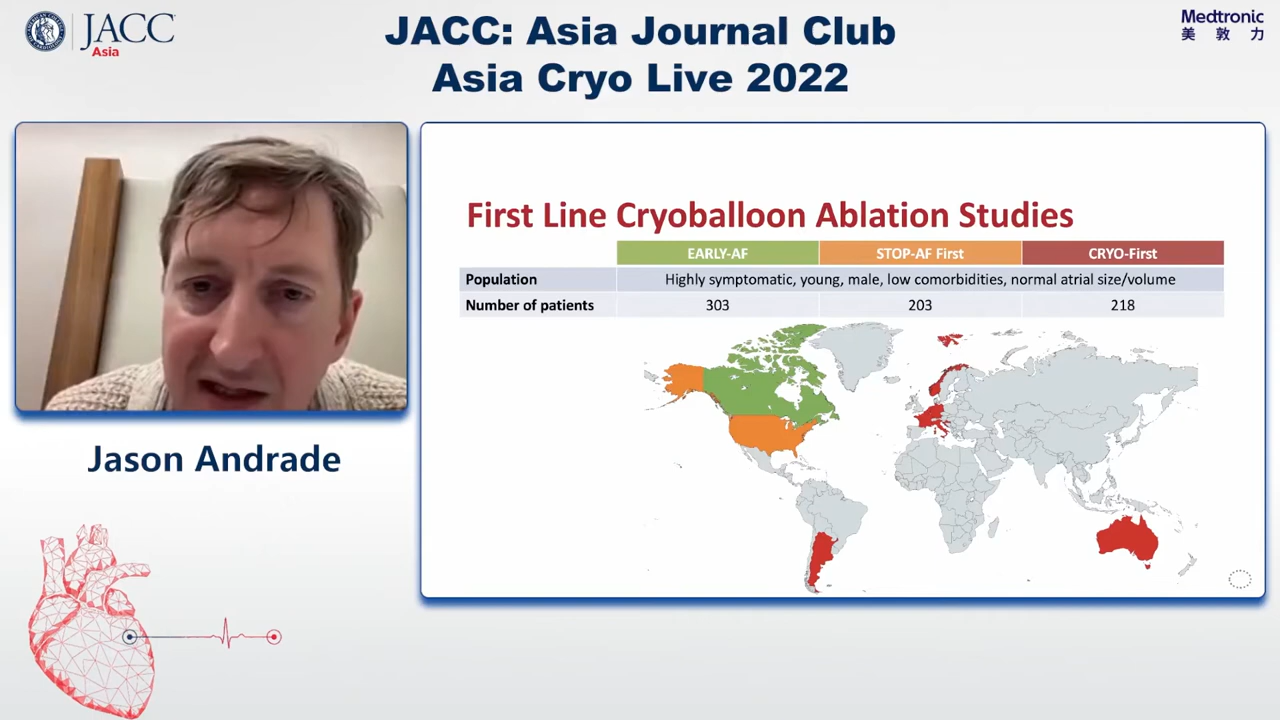 JACC
Asia
JACC: Asia Journal Club
Asia Cryo Live 2022
Medtronic
美敦力
First Line Cryoballoon Ablation Studies
EARLY-AF STOP-AF First CRYO-First
Population Highly symptomatic, young, male, low comorbidities, normal atrial size/volume
Number of patients 303 203 218
Jason Andrade